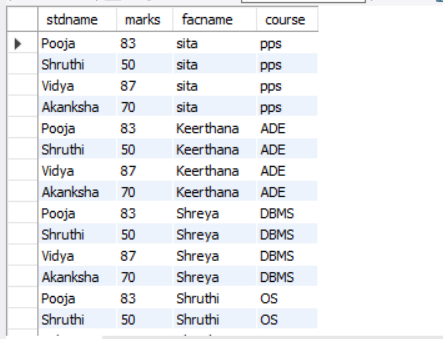 stdname marks facname course
Pooja 83 sita pps
Shruthi 50 sita pps
Vidya 87 sita pps
Akanksha 70 sita pps
Pooja 83 Keerthana ADE
Shruthi 50 Keerthana ADE
Vidya 87 Keerthana ADE
Akanksha 70 Keerthana ADE
Pooja 83 Shreya DBMS
Shruthi 50 Shreya DBMS
Vidya 87 Shreya DBMS
Akanksha 70 Shreya DBMS
Pooja 83 Shruthi OS
Shruthi 50 Shruthi OS